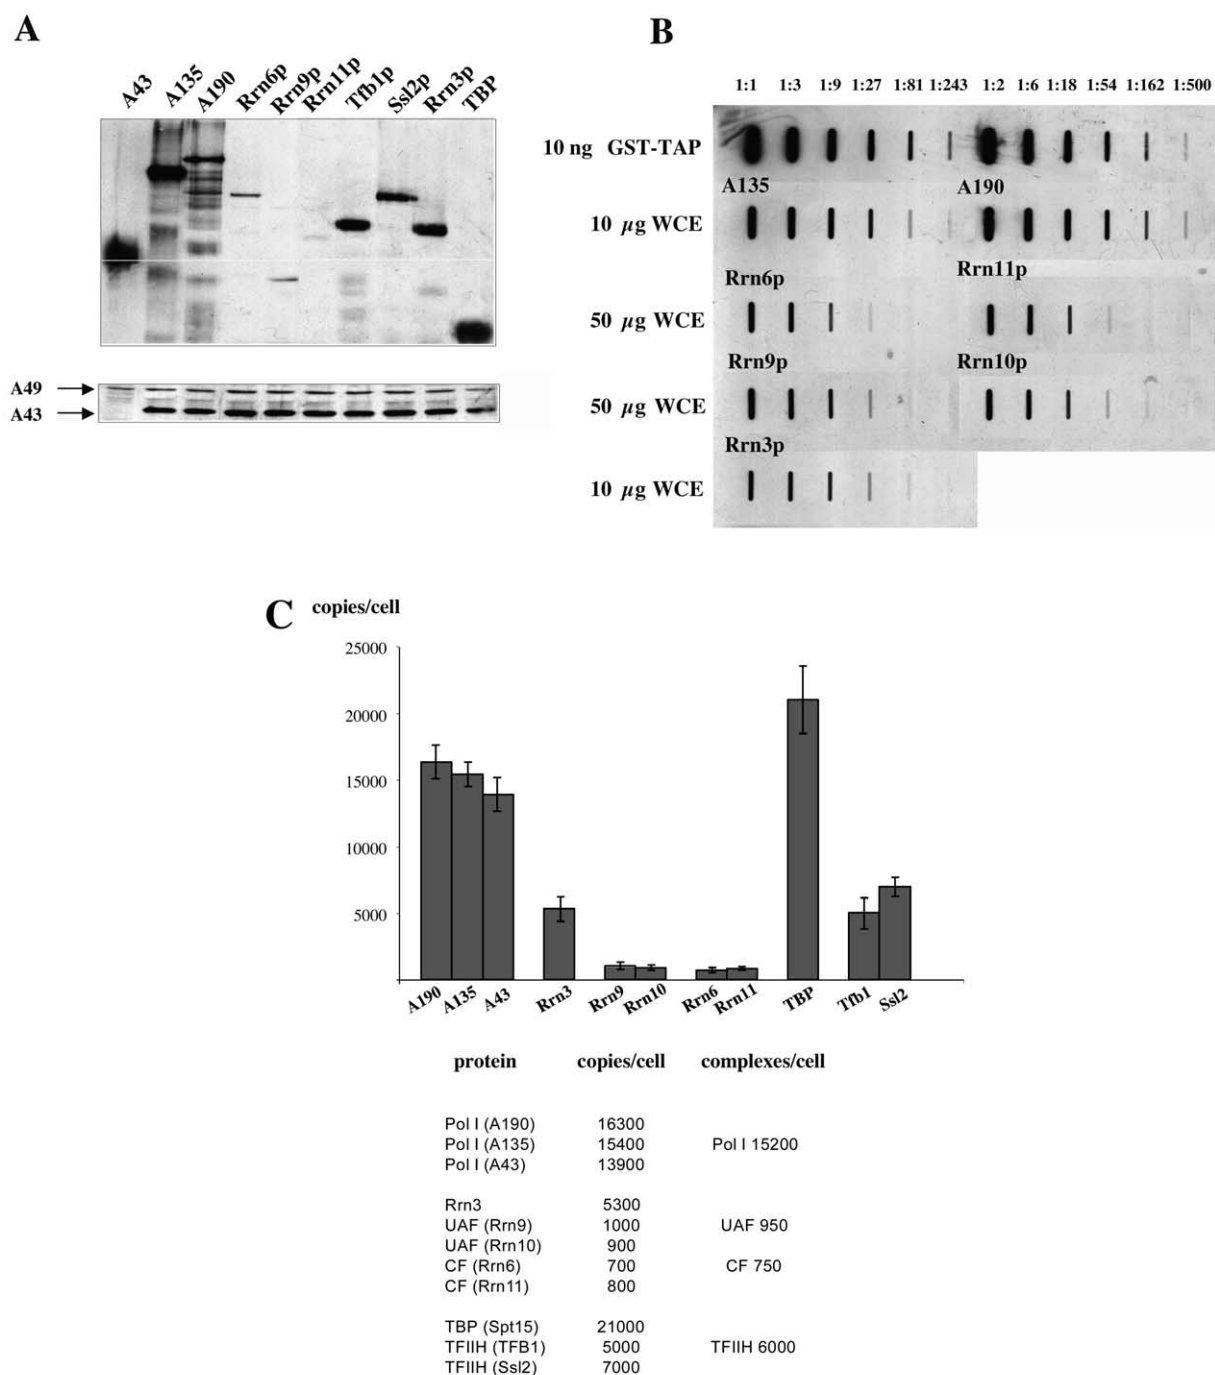 A
A43 A135 A190 Rrn6p Rrn9p Rrn11p Tfb1p Ssl2p Rrn3p TBP
A49
A43
B
1:1 1:3 1:9 1:27 1:81 1:243 1:2 1:6 1:18 1:54 1:162 1:500
10 ng GST-TAP
A135 A190
10 µg WCE
Rrn6p Rrn11p
50 µg WCE
Rrn9p Rrn10p
50 µg WCE
Rrn3p
10 µg WCE
C copies/cell
25000
20000
15000
10000
5000
A190 A135 A43 Rrn3 Rrn9 Rrn10 Rrn6 Rrn11 TBP Tfb1 Ssl2
protein copies/cell complexes/cell
Pol I (A190) 16300
Pol I (A135) 15400 Pol I 15200
Pol I (A43) 13900
Rrn3 5300
UAF (Rrn9) 1000 UAF 950
UAF (Rrn10) 900
CF (Rrn6) 700 CF 750
CF (Rrn11) 800
TBP (Spt15) 21000
TFIIH (TFB1) 5000 TFIIH 6000
TFIIH (Ssl2) 7000